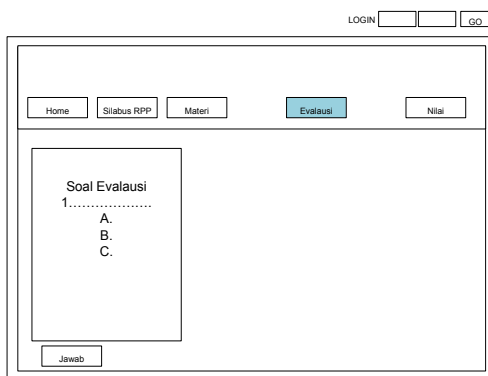 LOGIN GO
Home Silabus RPP Materi Evalausi Nilai
Soal Evalausi
1...................
A.
B.
C.
Jawab